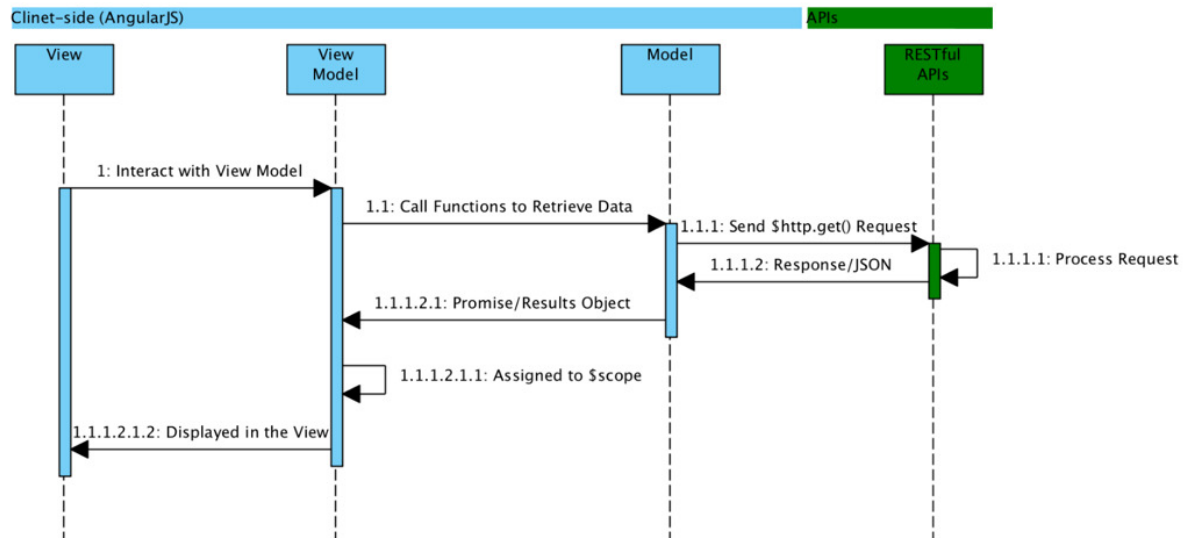 Clinet-side (AngularJS)
APIs
View
View
Model
Model
RESTful
APIs
1: Interact with View Model
1.1: Call Functions to Retrieve Data
1.1.1: Send $http.get() Request
1.1.1.1: Process Request
1.1.1.2: Response/JSON
1.1.1.2.1: Promise/Results Object
1.1.1.2.1.1: Assigned to $scope
1.1.1.2.1.2: Displayed in the View